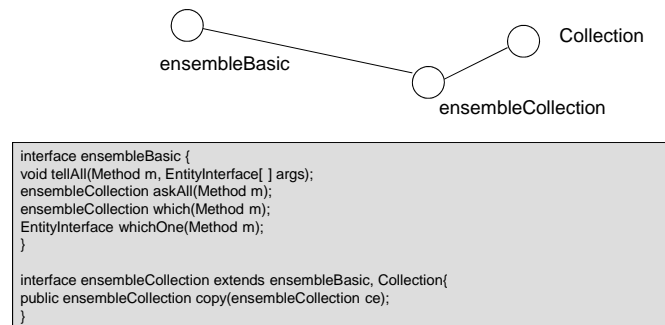 Collection
ensembleBasic
ensembleCollection
interface ensembleBasic {
void tellAll(Method m, EntityInterface[ ] args);
ensembleCollection askAll(Method m);
ensembleCollection which(Method m);
EntityInterface whichOne(Method m);
}
interface ensembleCollection extends ensembleBasic, Collection{
public ensembleCollection copy(ensembleCollection ce);
}